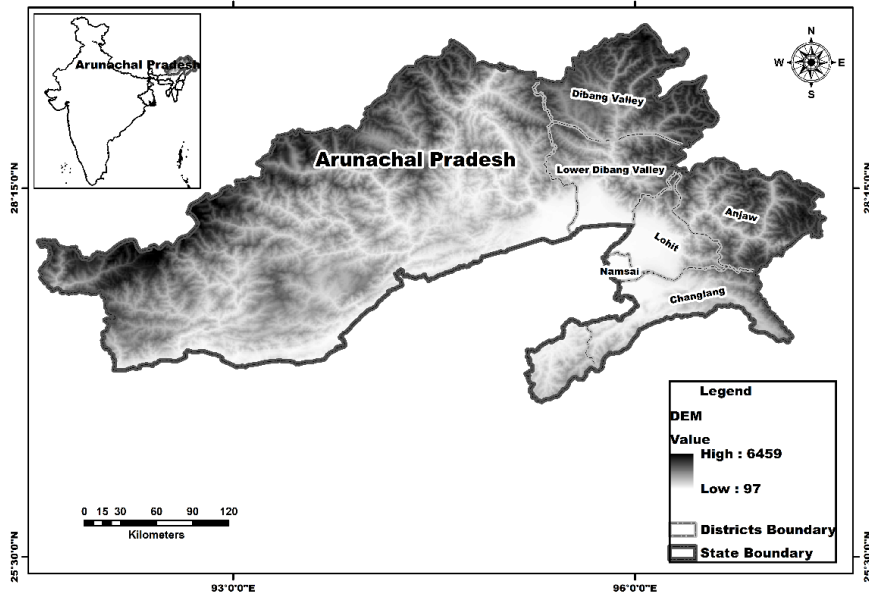 Arunachal Pradesh
N
W E
S
Dibang Valley
Arunachal Pradesh
Lower Dibang Valley
28°15'0"N
28°15'0"N
Anjaw
Lohit
Namsai
Changlang
Legend
DEM
Value
High : 6459
Low : 97
Districts Boundary
State Boundary
0 15 30 60 90 120
Kilometers
25°30'0"N
25°30'0"N
93°0'0"E
96°0'0"E